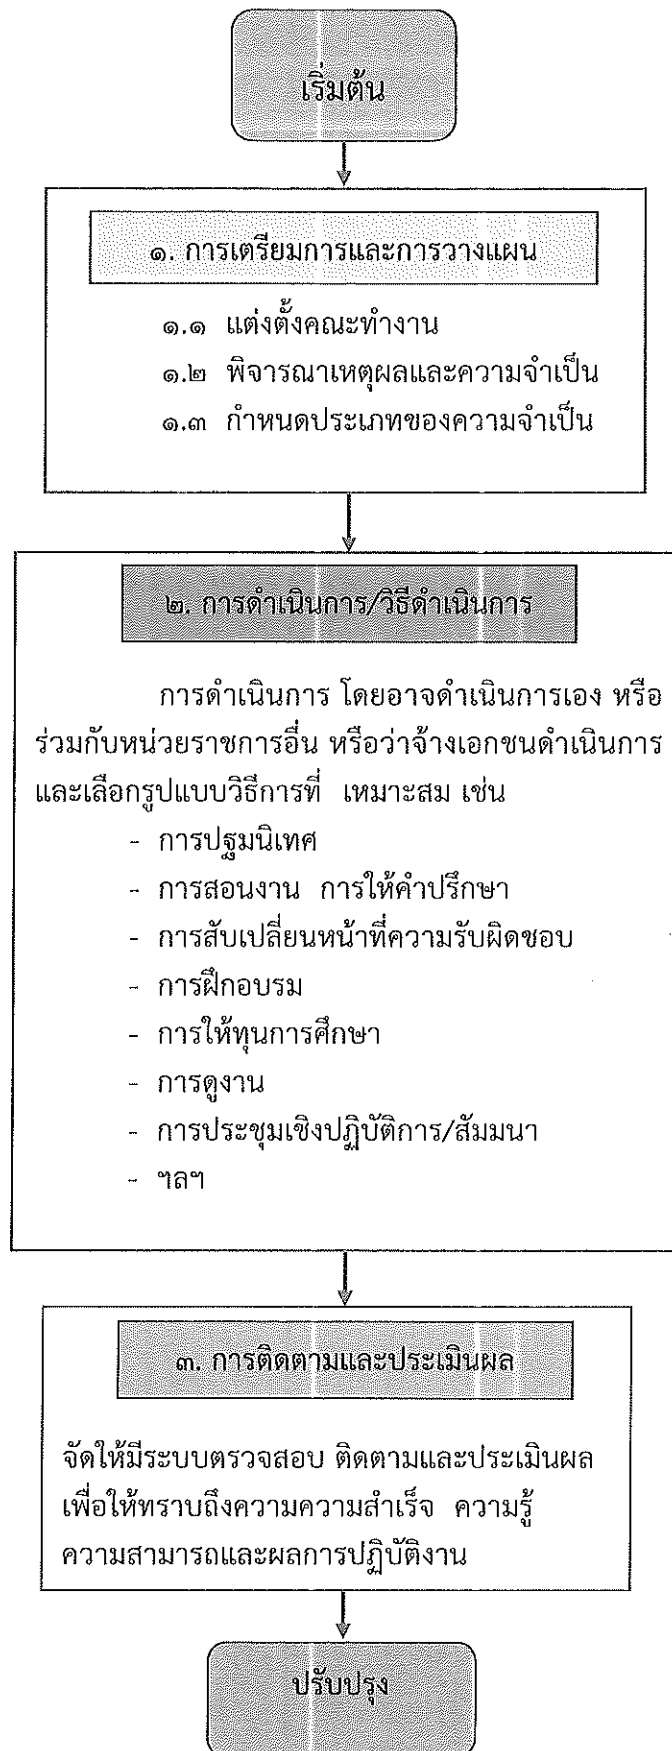 เริ่มต้น
๑. การเตรียมการและการวางแผน
๑.๑ แต่งตั้งคณะทำงาน
๑.๒ พิจารณาเหตุผลและความจำเป็น
๑.๓ กำหนดประเภทของความจำเป็น
๒. การดำเนินการ/วิธีดำเนินการ
การดำเนินการ โดยอาจดำเนินการเอง หรือ
ร่วมกับหน่วยราชการอื่น หรือว่าจ้างเอกชนดำเนินการ
และเลือกรูปแบบวิธีการที่ เหมาะสม เช่น
- การปฐมนิเทศ
- การสอนงาน การให้คำปรึกษา
- การสับเปลี่ยนหน้าที่ความรับผิดชอบ
- การฝึกอบรม
- การให้ทุนการศึกษา
- การดูงาน
- การประชุมเชิงปฏิบัติการ/สัมมนา
- ฯลฯ
๓. การติดตามและประเมินผล
จัดให้มีระบบตรวจสอบ ติดตามและประเมินผล
เพื่อให้ทราบถึงความความสำเร็จ ความรู้
ความสามารถและผลการปฏิบัติงาน
ปรับปรุง